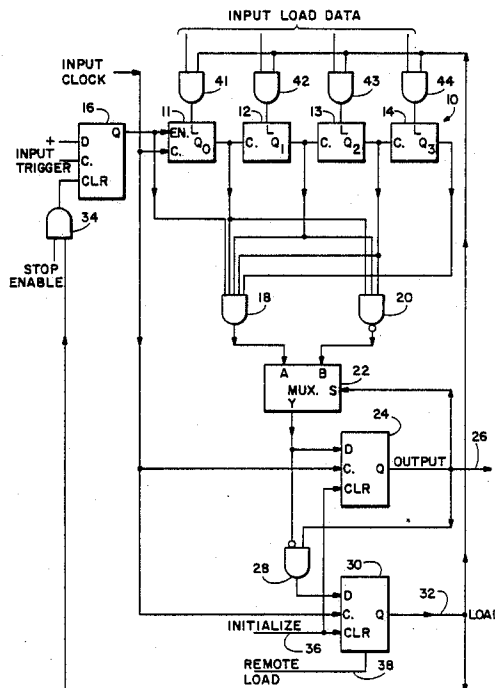 INPUT LOAD DATA
INPUT CLOCK
41 42 43 44
16 11 12 13 14 10
+ D Q EN. L Q0 C. L Q1 C. L Q2 C. L Q3
INPUT TRIGGER C. C.
CLR
34
STOP ENABLE
18 20
A B 22
MUX. S
Y
24
D 26
C. Q OUTPUT
CLR
28 30
D 32
C. Q LOAD
INITIALIZE CLR
36
REMOTE LOAD 38